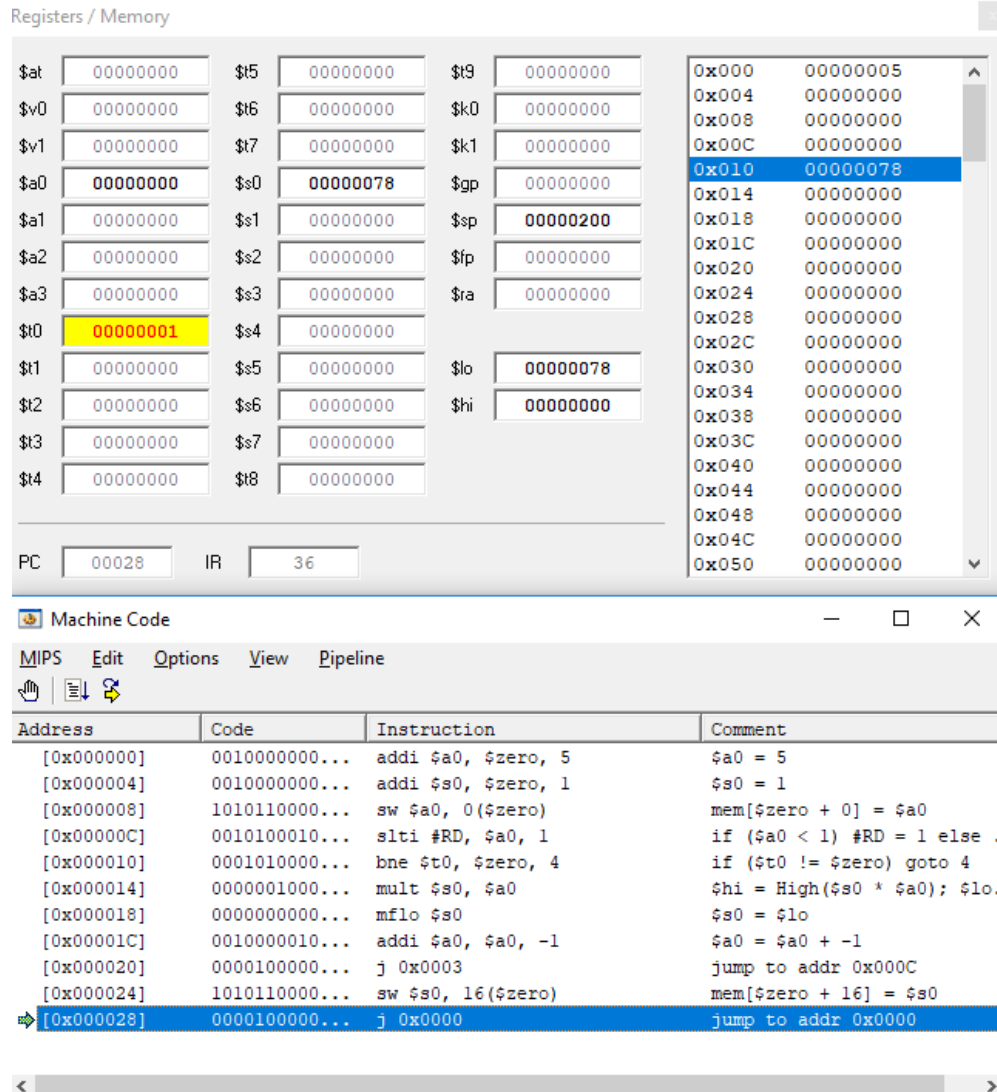 Registers / Memory
$at 00000000 $t5 00000000 $t9 00000000 0x000 00000005
$v0 00000000 $t6 00000000 $k0 00000000 0x004 00000000
0x008 00000000
$v1 00000000 $t7 00000000 $k1 00000000 0x00C 00000000
$a0 00000000 $s0 00000078 $gp 00000000 0x010 00000078
0x014 00000000
$a1 00000000 $s1 00000000 $sp 00000200 0x018 00000000
0x01C 00000000
$a2 00000000 $s2 00000000 $fp 00000000 0x020 00000000
$a3 00000000 $s3 00000000 $ra 00000000 0x024 00000000
0x028 00000000
$t0 00000001 $s4 00000000 0x02C 00000000
$t1 00000000 $s5 00000000 $lo 00000078 0x030 00000000
0x034 00000000
$t2 00000000 $s6 00000000 $hi 00000000 0x038 00000000
$t3 00000000 $s7 00000000 0x03C 00000000
0x040 00000000
$t4 00000000 $t8 00000000 0x044 00000000
0x048 00000000
0x04C 00000000
PC 00028 IR 36 0x050 00000000
Machine Code
MIPS Edit Options View Pipeline
Address Code Instruction Comment
[0x000000] 0010000000... addi $a0, $zero, 5 $a0 = 5
[0x000004] 0010000000... addi $s0, $zero, 1 $s0 = 1
[0x000008] 1010110000... sw $a0, 0($zero) mem[$zero + 0] = $a0
[0x00000C] 0010100010... slti #RD, $a0, 1 if ($a0 < 1) #RD = 1 else .
[0x000010] 0001010000... bne $t0, $zero, 4 if ($t0 != $zero) goto 4
[0x000014] 0000001000... mult $s0, $a0 $hi = High($s0 * $a0); $lo.
[0x000018] 0000000000... mflo $s0 $s0 = $lo
[0x00001C] 0010000010... addi $a0, $a0, -1 $a0 = $a0 + -1
[0x000020] 0000100000... j 0x0003 jump to addr 0x000C
[0x000024] 1010110000... sw $s0, 16($zero) mem[$zero + 16] = $s0
[0x000028] 0000100000... j 0x0000 jump to addr 0x0000